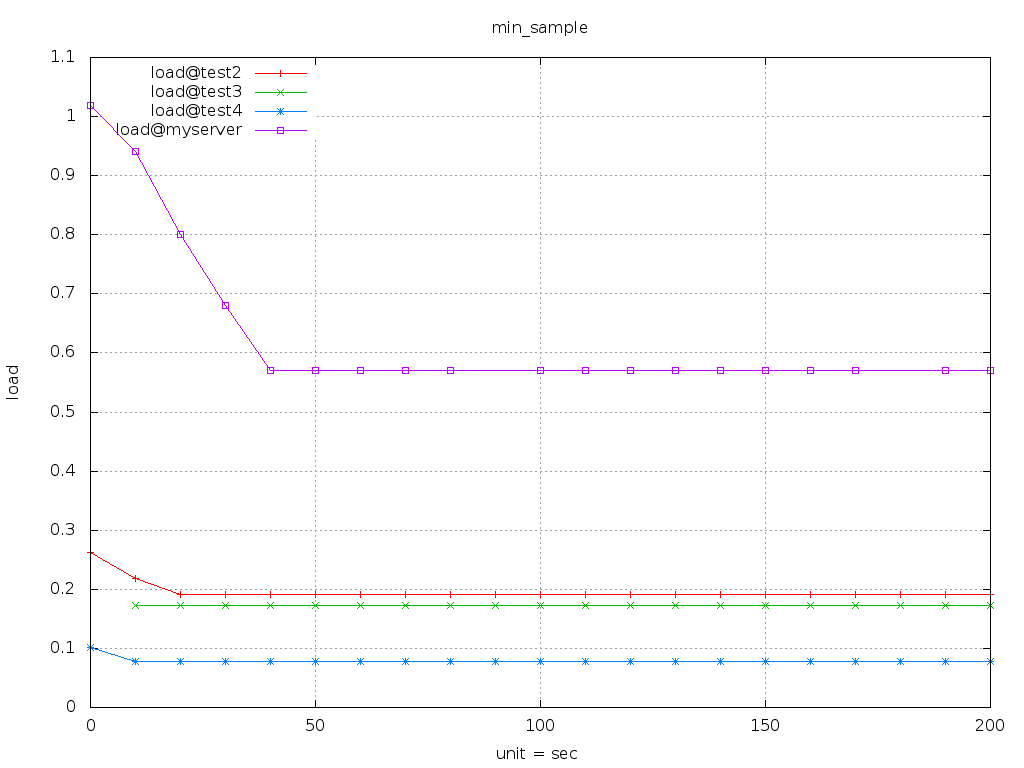 min_sample
load@test2
load@test3
load@test4
load@myserver
1.1
1
0.9
0.8
0.7
0.6
0.5
0.4
0.3
0.2
0.1
0
load
0 50 100 150 200
unit = sec